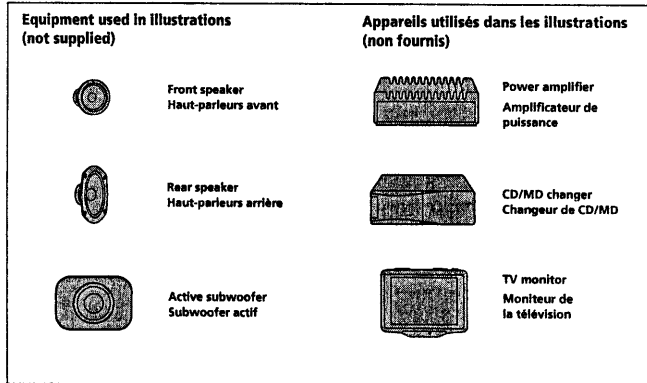 Equipment used in illustrations
(not supplied)
Appareils utilisés dans les illustrations
(non fournis)
Front speaker
Haut-parleurs avant
Power amplifier
Amplificateur de
puissance
Rear speaker
Haut-parleurs arrière
CD/MD changer
Changeur de CD/MD
Active subwoofer
Subwoofer actif
TV monitor
Moniteur de
la télévision